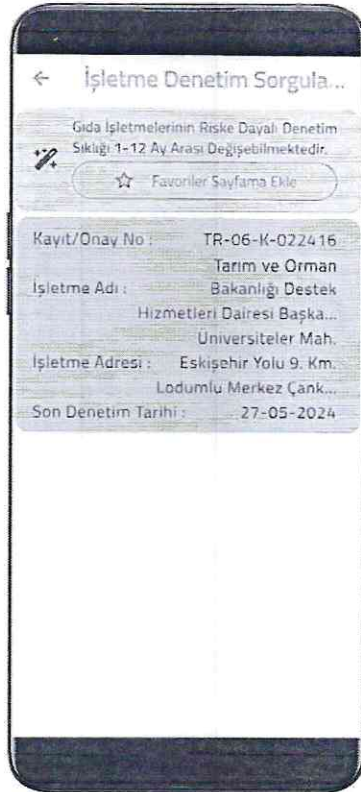 ← İşletme Denetim Sorgula...
Gıda İşletmelerinin Riske Dayalı Denetim
Sıklığı 1-12 Ay Arası Değişebilmektedir.
☆ Favoriler Sayfama Ekle
Kayıt/Onay No : TR-06-K-022416
Tarım ve Orman
İşletme Adı : Bakanlığı Destek
Hizmetleri Dairesi Başka...
Üniversiteler Mah.
İşletme Adresi : Eskişehir Yolu 9. Km.
Lodumlu Merkez Çank...
Son Denetim Tarihi : 27-05-2024